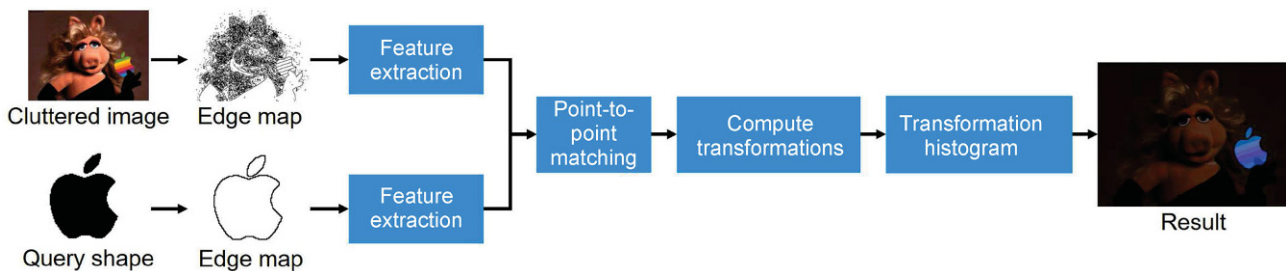 Cluttered image
Edge map
Feature
extraction
Query shape
Edge map
Feature
extraction
Point-to-
point
matching
Compute
transformations
Transformation
histogram
Result